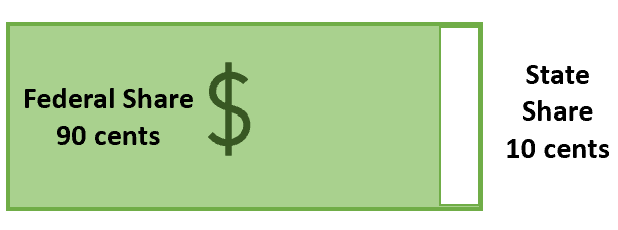 Federal Share
90 cents
$
State
Share
10 cents